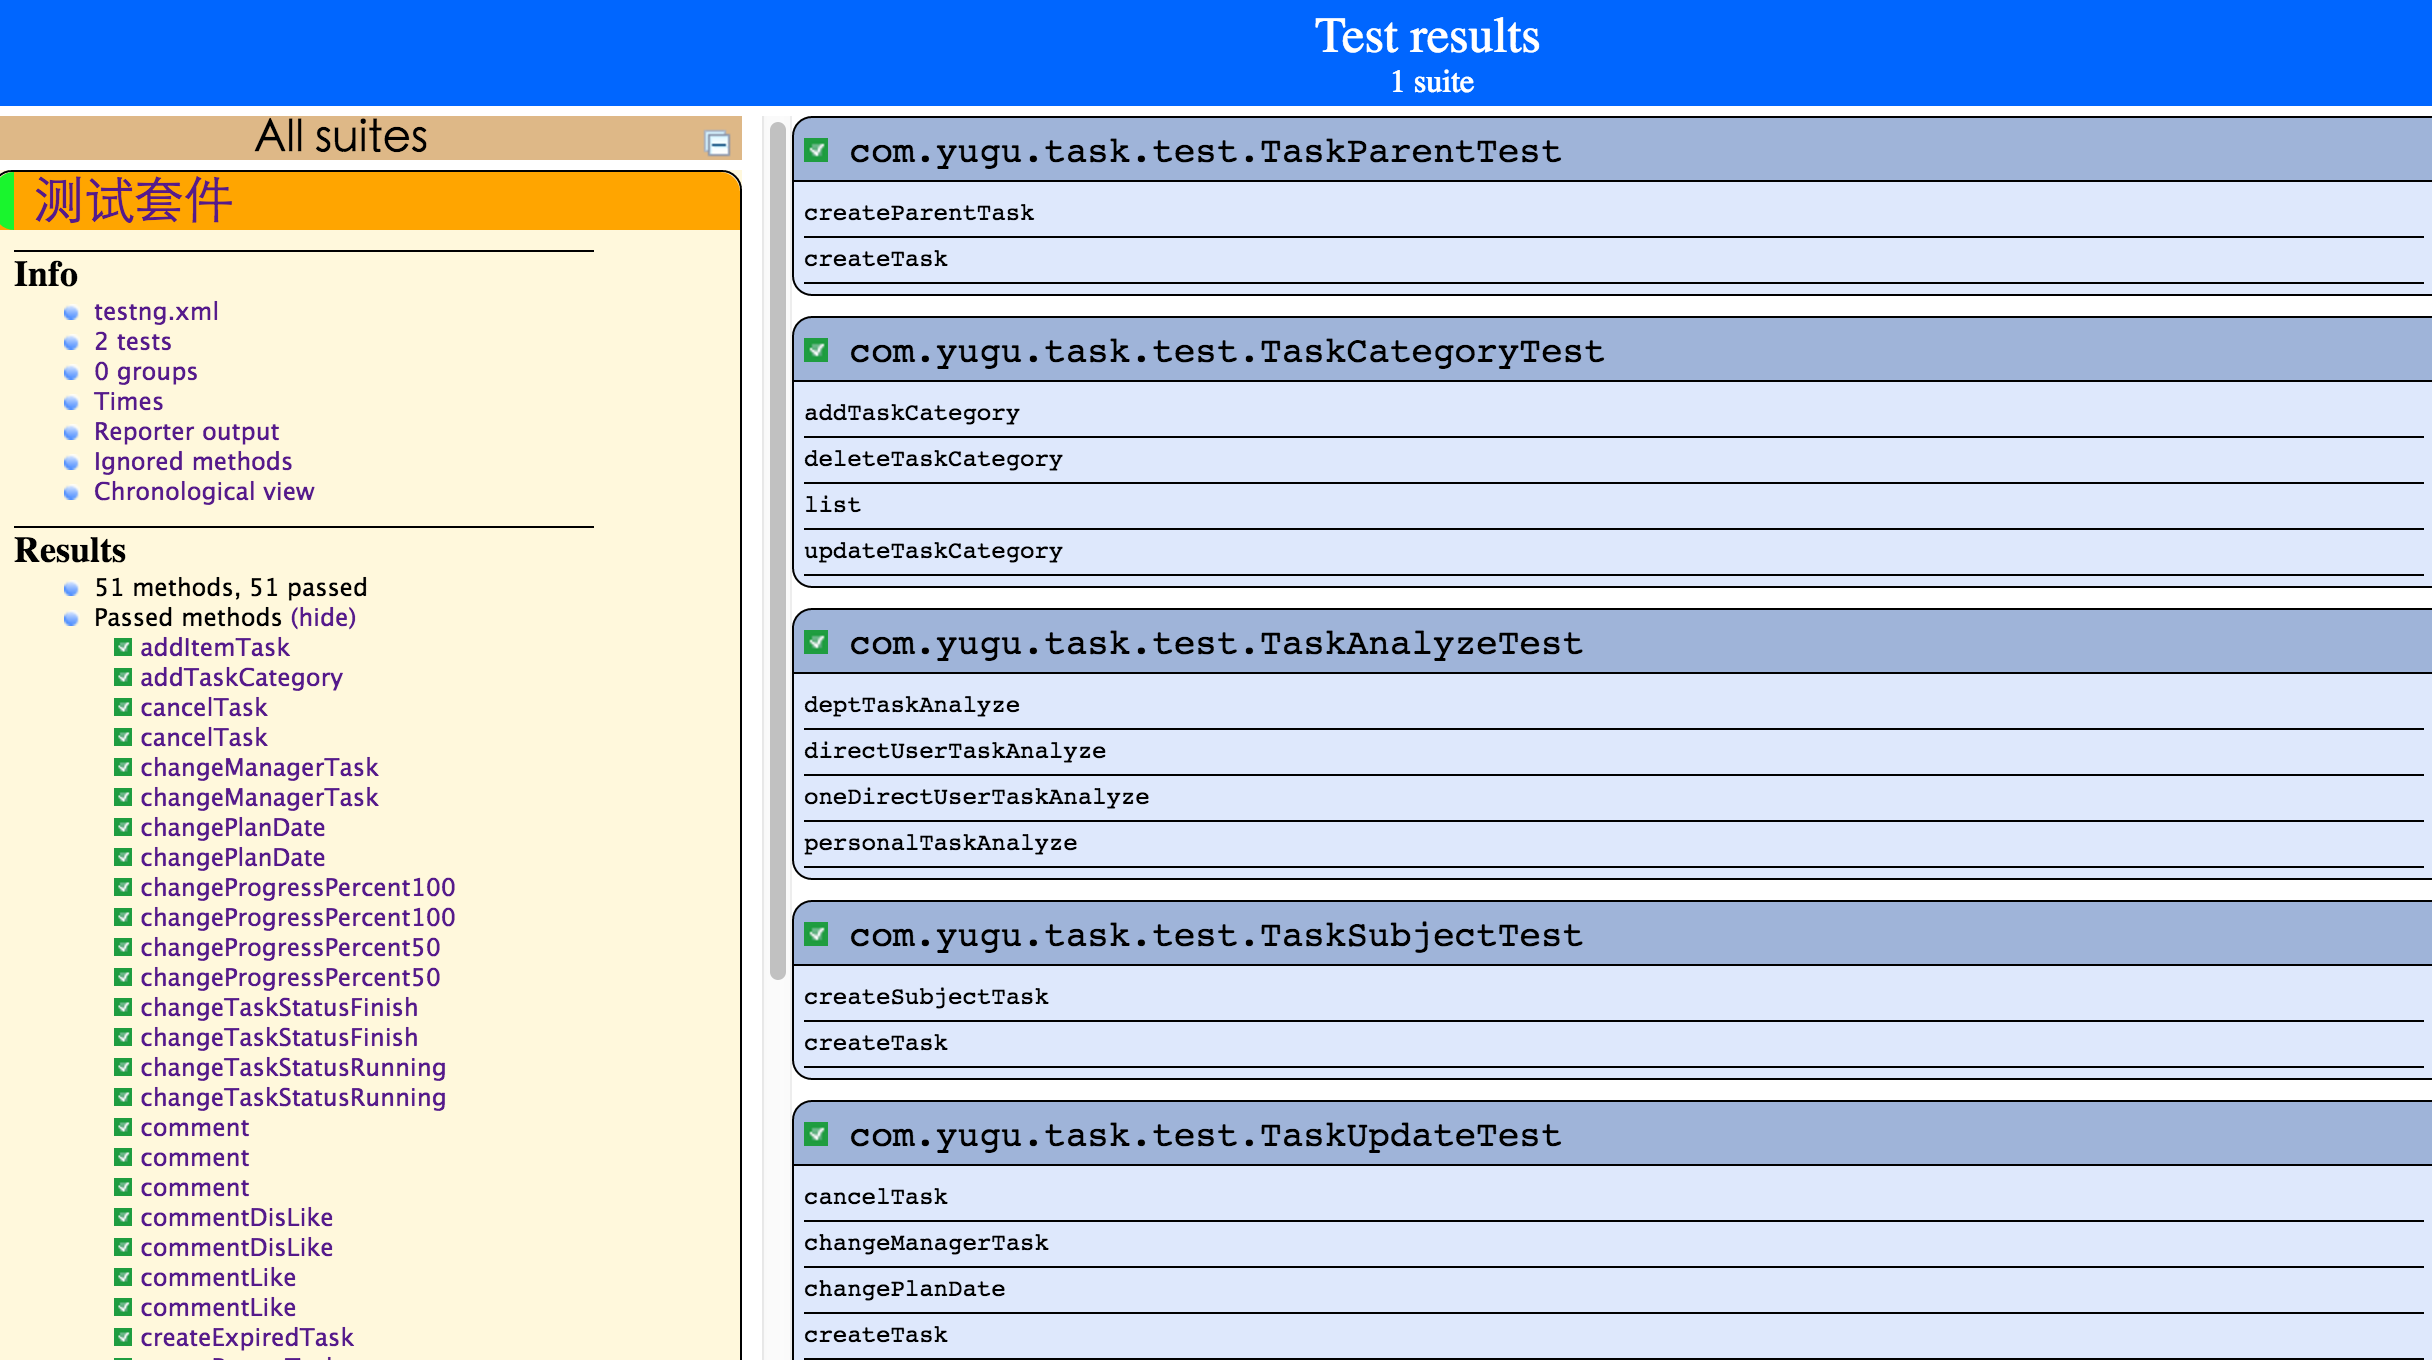 Test results
1 suite
All suites
测试套件
Info
testng.xml
2 tests
0 groups
Times
Reporter output
Ignored methods
Chronological view
Results
51 methods, 51 passed
Passed methods (hide)
addItemTask
addTaskCategory
cancelTask
cancelTask
changeManagerTask
changeManagerTask
changePlanDate
changePlanDate
changeProgressPercent100
changeProgressPercent100
changeProgressPercent50
changeProgressPercent50
changeTaskStatusFinish
changeTaskStatusFinish
changeTaskStatusRunning
changeTaskStatusRunning
comment
comment
comment
commentDisLike
commentDisLike
commentLike
commentLike
createExpiredTask
com.yugu.task.test.TaskParentTest
createParentTask
createTask
com.yugu.task.test.TaskCategoryTest
addTaskCategory
deleteTaskCategory
list
updateTaskCategory
com.yugu.task.test.TaskAnalyzeTest
deptTaskAnalyze
directUserTaskAnalyze
oneDirectUserTaskAnalyze
personalTaskAnalyze
com.yugu.task.test.TaskSubjectTest
createSubjectTask
createTask
com.yugu.task.test.TaskUpdateTest
cancelTask
changeManagerTask
changePlanDate
createTask